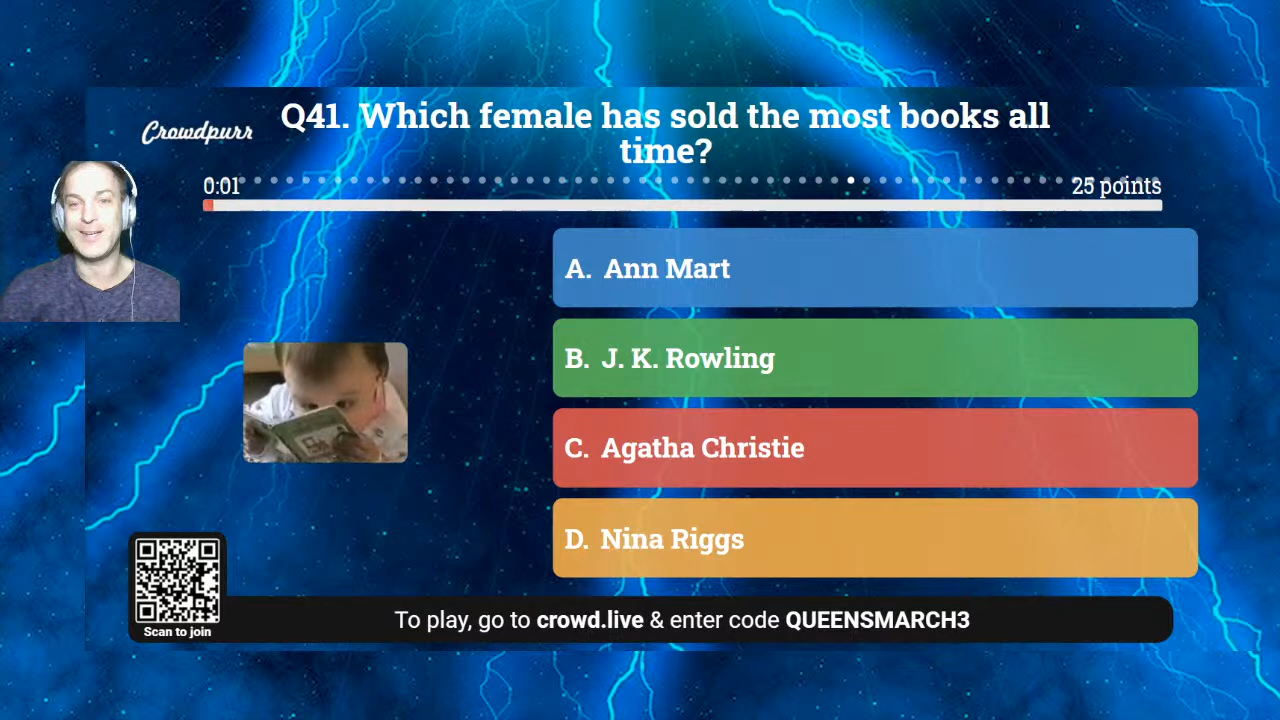 Crowdpurr
Q41. Which female has sold the most books all
time?
0:01
25 points
A. Ann Mart
B. J. K. Rowling
C. Agatha Christie
D. Nina Riggs
Scan to join
To play, go to crowd.live & enter code QUEENSMARCH3